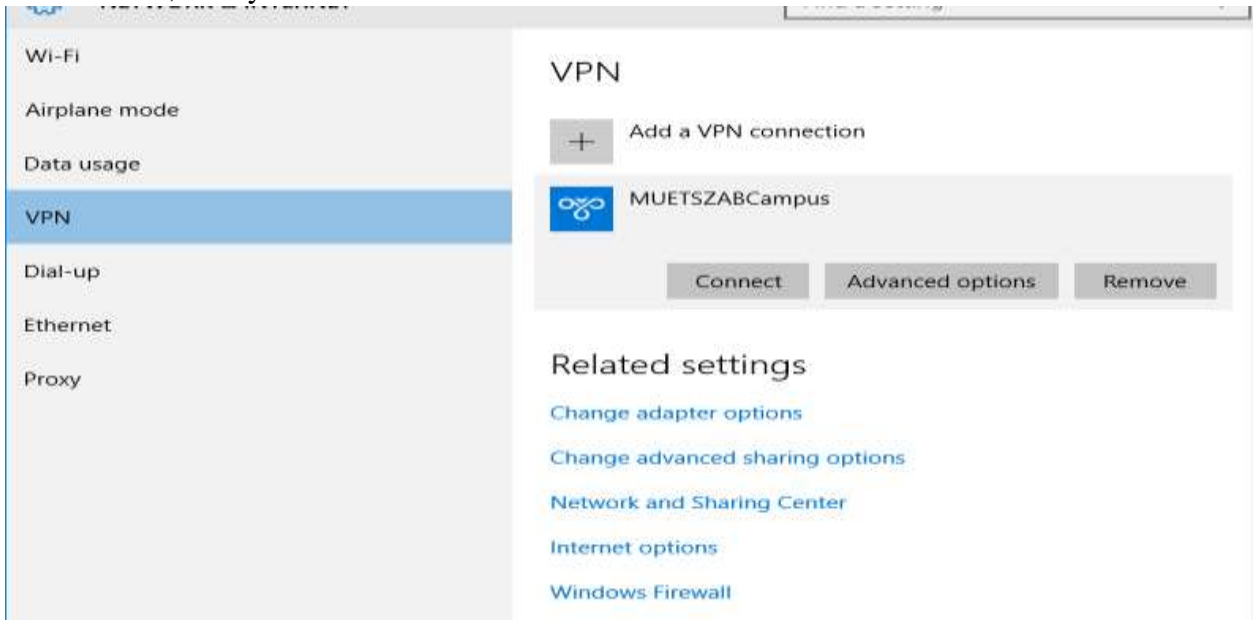 Wi-Fi
Airplane mode
Data usage
VPN
Dial-up
Ethernet
Proxy
VPN
Add a VPN connection
MUETSZABCampus
Connect Advanced options Remove
Related settings
Change adapter options
Change advanced sharing options
Network and Sharing Center
Internet options
Windows Firewall